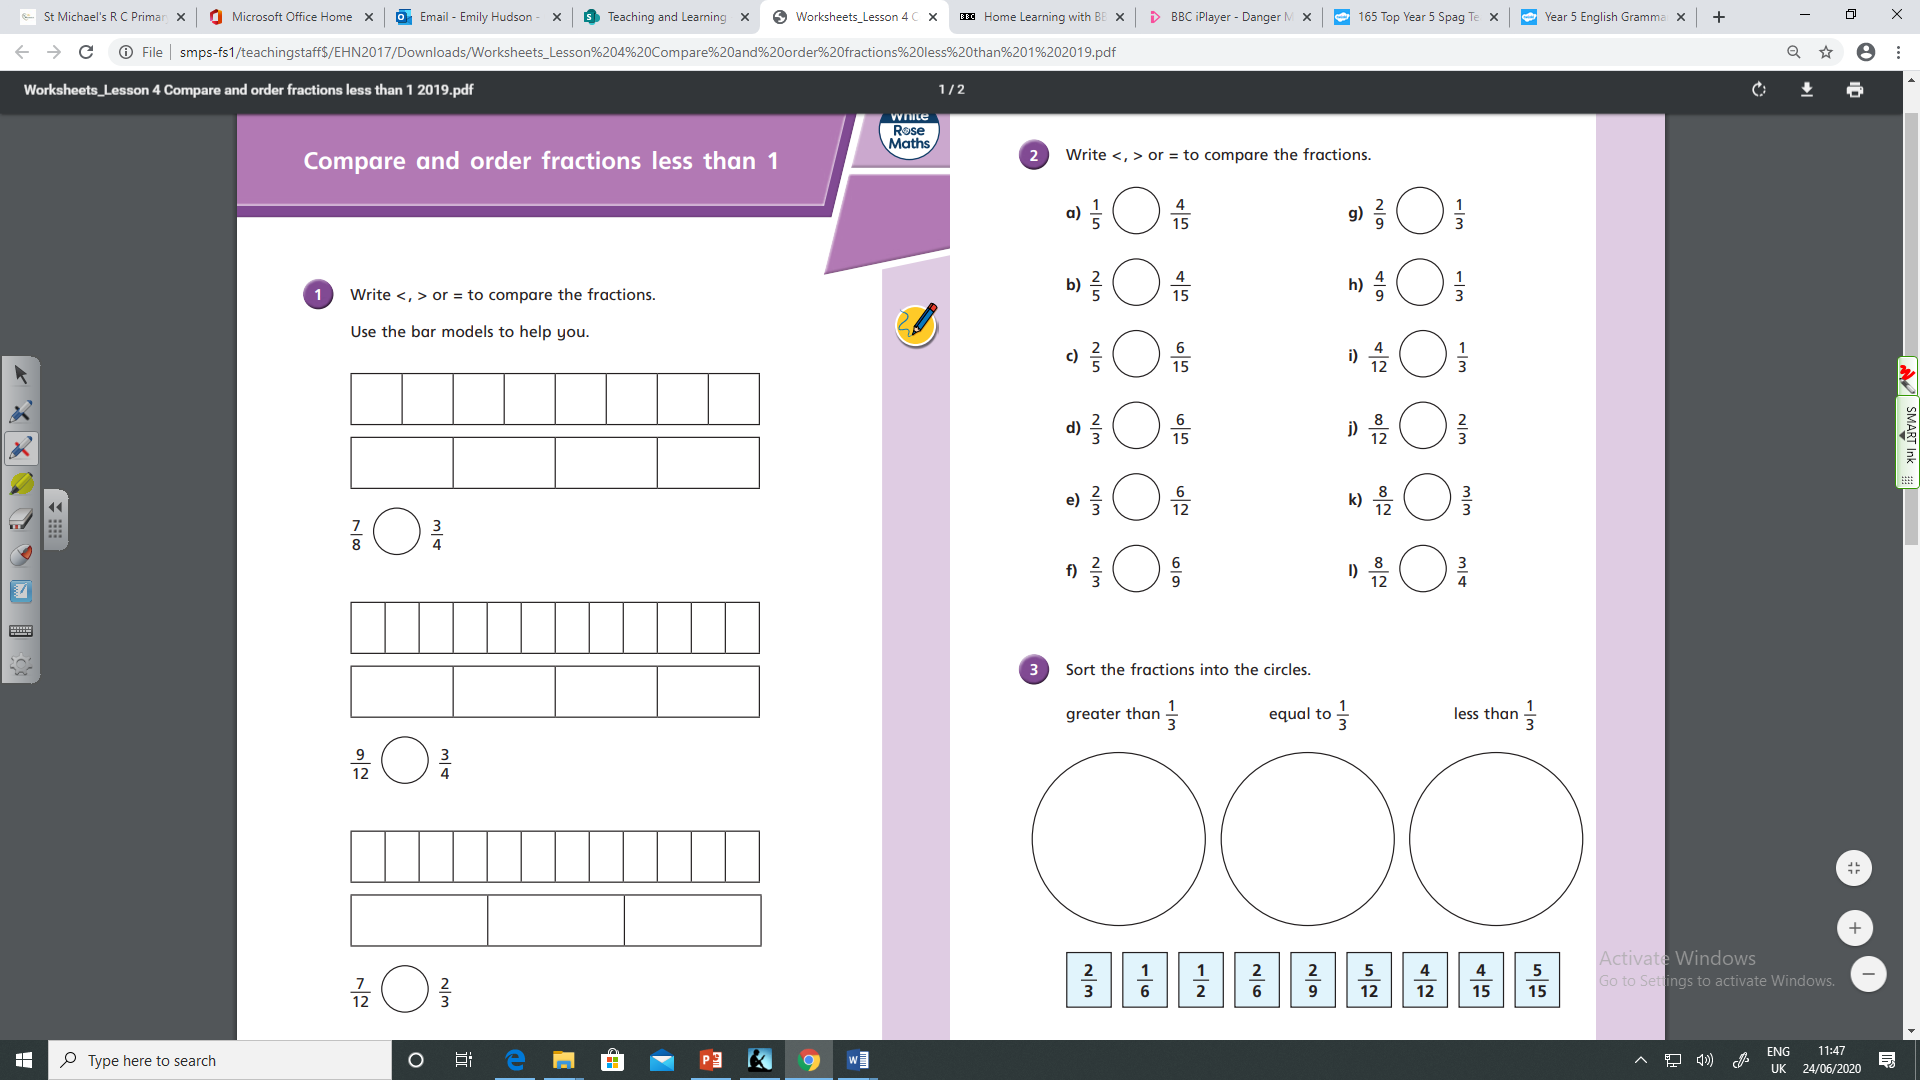 St Michael's R C Primar
Microsoft Office Home
Email - Emily Hudson -
Teaching and Learning
Worksheets_Lesson 4 C
BBC Home Learning with BB
BBC iPlayer - Danger M
165 Top Year 5 Spag Te
Year 5 English Gramma
File | smps-fs1/teachingstaff$/EHN2017/Downloads/Worksheets_Lesson%204%20Compare%20and%20order%20fractions%20less%20than%201%202019.pdf
Worksheets_Lesson 4 Compare and order fractions less than 1 2019.pdf
1 / 2
Compare and order fractions less than 1
White
Rose
Maths
1 Write <, > or = to compare the fractions.
Use the bar models to help you.
7/8 3/4
9/12 3/4
7/12 2/3
2 Write <, > or = to compare the fractions.
a) 1/5 4/15
b) 2/5 4/15
c) 2/5 6/15
d) 2/3 6/15
e) 2/3 6/12
f) 2/3 6/9
g) 2/9 1/3
h) 4/9 1/3
i) 4/12 1/3
j) 8/12 2/3
k) 8/12 3/3
l) 8/12 3/4
3 Sort the fractions into the circles.
greater than 1/3 equal to 1/3 less than 1/3
2/3 1/6 1/2 2/6 2/9 5/12 4/12 4/15 5/15
SMART Ink
Activate Windows
Go to Settings to activate Windows.
Type here to search
ENG
UK
11:47
24/06/2020